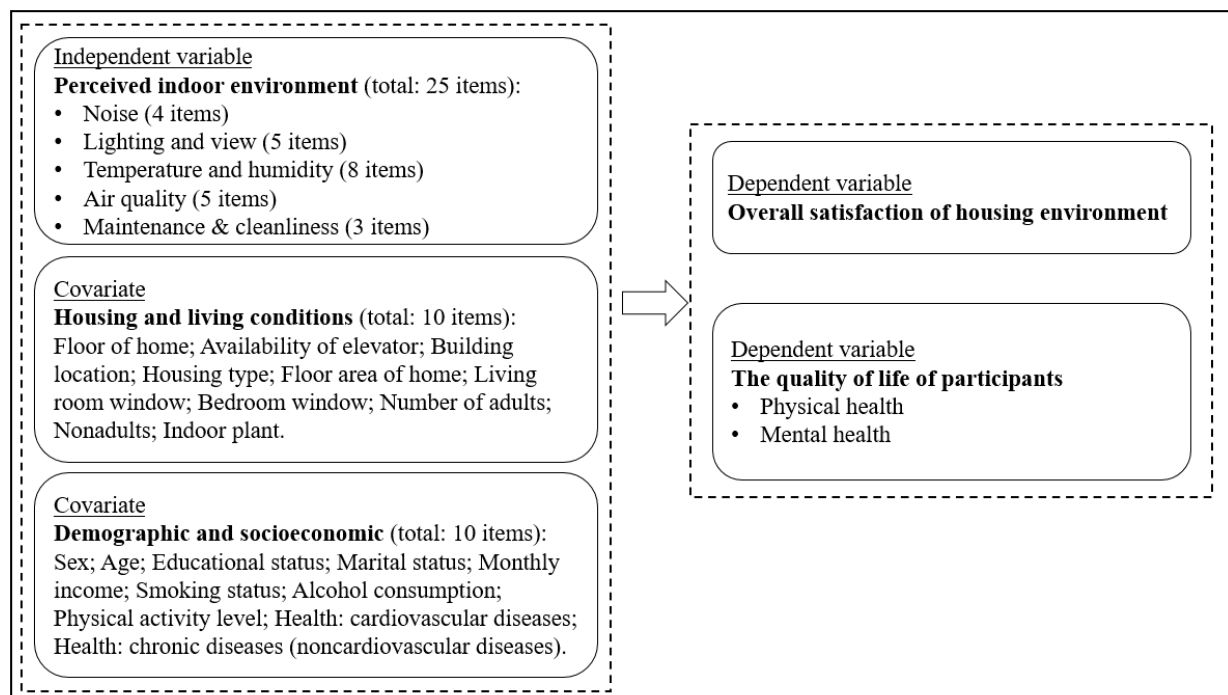 Independent variable
Perceived indoor environment (total: 25 items):
• Noise (4 items)
• Lighting and view (5 items)
• Temperature and humidity (8 items)
• Air quality (5 items)
• Maintenance & cleanliness (3 items)
Covariate
Housing and living conditions (total: 10 items):
Floor of home; Availability of elevator; Building
location; Housing type; Floor area of home; Living
room window; Bedroom window; Number of adults;
Nonadults; Indoor plant.
Covariate
Demographic and socioeconomic (total: 10 items):
Sex; Age; Educational status; Marital status; Monthly
income; Smoking status; Alcohol consumption;
Physical activity level; Health: cardiovascular diseases;
Health: chronic diseases (noncardiovascular diseases).
Dependent variable
Overall satisfaction of housing environment
Dependent variable
The quality of life of participants
• Physical health
• Mental health